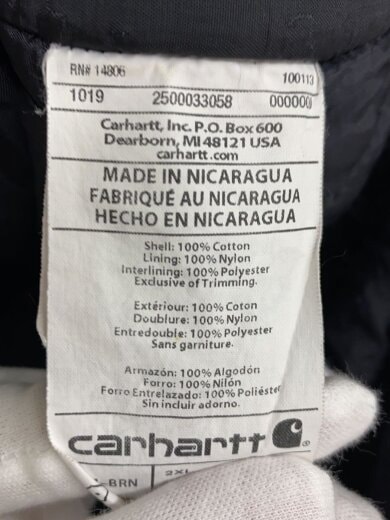 RN# 14806
100113
1019 2500033058 000000
Carhartt, Inc. P.O. Box 600
Dearborn, MI 48121 USA
carhartt.com
MADE IN NICARAGUA
FABRIQUÉ AU NICARAGUA
HECHO EN NICARAGUA
Shell: 100% Cotton
Lining: 100% Nylon
Interlining: 100% Polyester
Exclusive of Trimming.
Extériour: 100% Coton
Doublure: 100% Nylon
Entredouble: 100% Polyester
Sans garniture.
Armazón: 100% Algodón
Forro: 100% Nilón
Forro Entrelazado: 100% Poliéster
Sin incluir adorno.
carhartt ®
-BRN